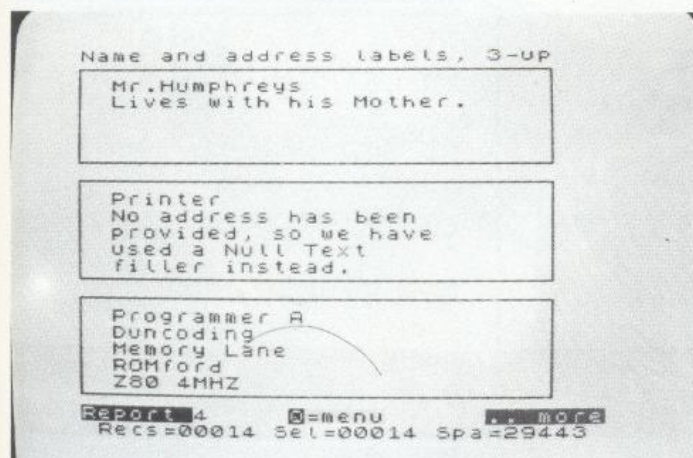 Name and address labels, 3-up
Mr.Humphreys
Lives with his Mother.
Printer
No address has been
provided, so we have
used a Null Text
filler instead.
Programmer A
Duncoding
Memory Lane
ROMford
Z80 4MHZ
Report 4 Q=menu .. more
Recs=00014 Sel=00014 Spa=29443